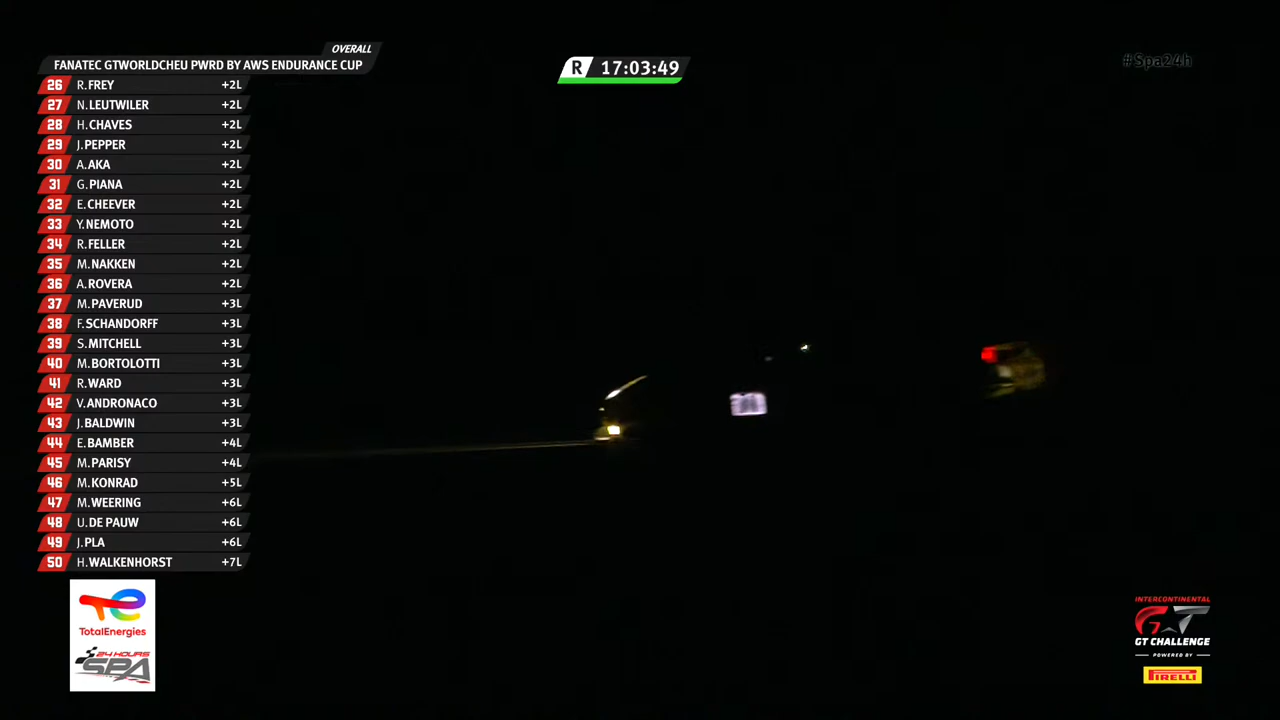 OVERALL
FANATEC GTWORLDCHEU PWRD BY AWS ENDURANCE CUP
R 17:03:49
#Spa24h
26 R.FREY +2L
27 N.LEUTWILER +2L
28 H.CHAVES +2L
29 J.PEPPER +2L
30 A.AKA +2L
31 G.PIANA +2L
32 E.CHEEVER +2L
33 Y.NEMOTO +2L
34 R.FELLER +2L
35 M.NAKKEN +2L
36 A.ROVERA +2L
37 M.PAVERUD +3L
38 F.SCHANDORFF +3L
39 S.MITCHELL +3L
40 M.BORTOLOTTI +3L
41 R.WARD +3L
42 V.ANDRONACO +3L
43 J.BALDWIN +3L
44 E.BAMBER +4L
45 M.PARISY +4L
46 M.KONRAD +5L
47 M.WEERING +6L
48 U.DE PAUW +6L
49 J.PLA +6L
50 H.WALKENHORST +7L
TotalEnergies
24 HOURS
SPA
INTERCONTINENTAL
GT
GT CHALLENGE
POWERED BY
PIRELLI